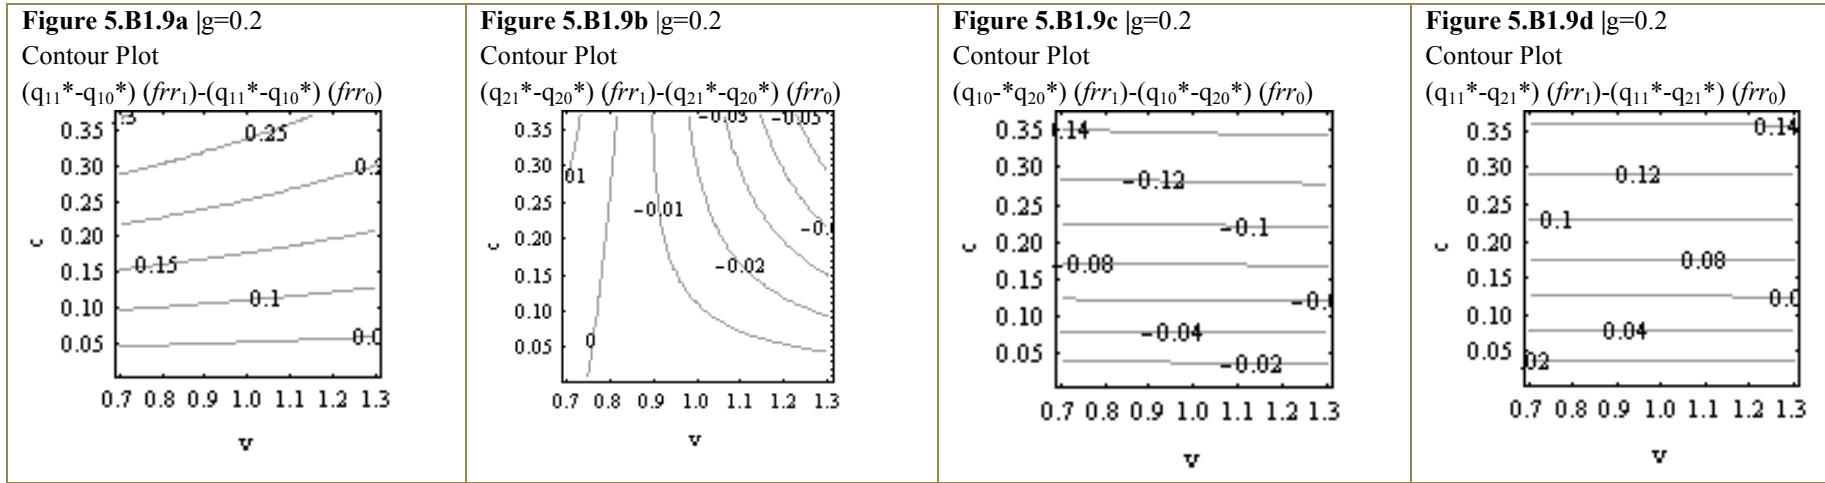 Figure 5.B1.9a |g=0.2
Contour Plot
(q11*-q10*) (frr1)-(q11*-q10*) (frr0)
0.35
0.30
0.25
0.20
0.15
0.10
0.05
c
0.25
0.15
0.1
0.7 0.8 0.9 1.0 1.1 1.2 1.3
v
Figure 5.B1.9b |g=0.2
Contour Plot
(q21*-q20*) (frr1)-(q21*-q20*) (frr0)
0.35
0.30
0.25
0.20
0.15
0.10
0.05
c
-0.03
-0.05
01
-0.01
-0.02
0
0.7 0.8 0.9 1.0 1.1 1.2 1.3
v
Figure 5.B1.9c |g=0.2
Contour Plot
(q10-*q20*) (frr1)-(q10*-q20*) (frr0)
0.35
0.30
0.25
0.20
0.15
0.10
0.05
c
.14
-0.12
-0.1
-0.08
-0.04
-0.02
0.7 0.8 0.9 1.0 1.1 1.2 1.3
v
Figure 5.B1.9d |g=0.2
Contour Plot
(q11*-q21*) (frr1)-(q11*-q21*) (frr0)
0.35
0.30
0.25
0.20
0.15
0.10
0.05
c
0.14
0.12
0.1
0.08
0.04
.02
0.7 0.8 0.9 1.0 1.1 1.2 1.3
v